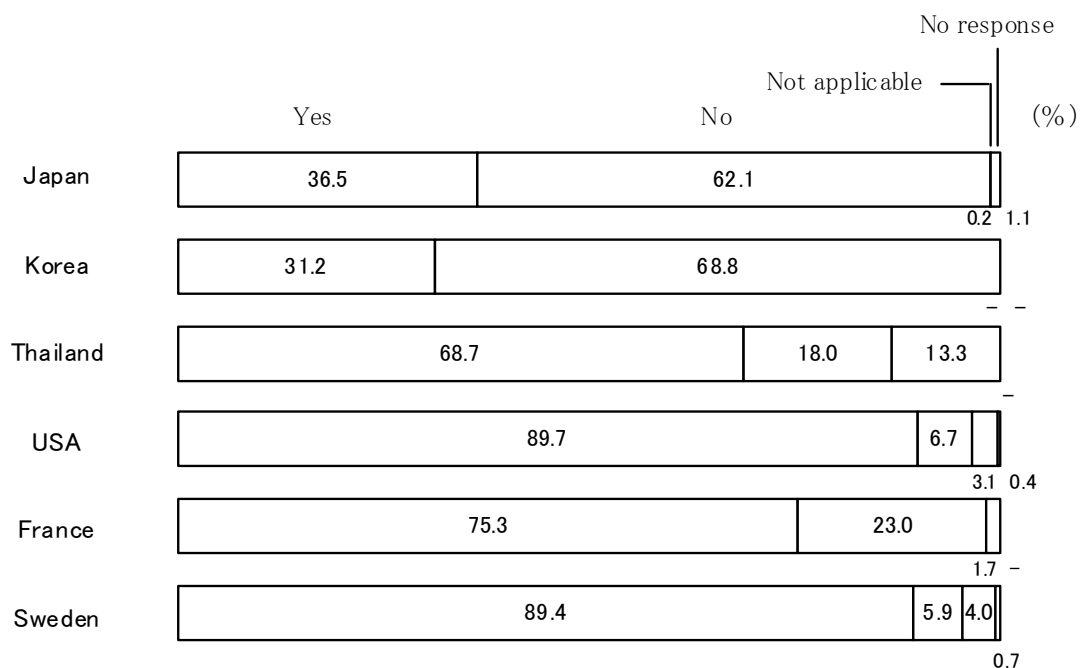 No response
Not applicable
Yes No (%)
Japan 36.5 62.1
0.2 1.1
Korea 31.2 68.8
– –
Thailand 68.7 18.0 13.3
–
USA 89.7 6.7
3.1 0.4
France 75.3 23.0
1.7 –
Sweden 89.4 5.9 4.0
0.7